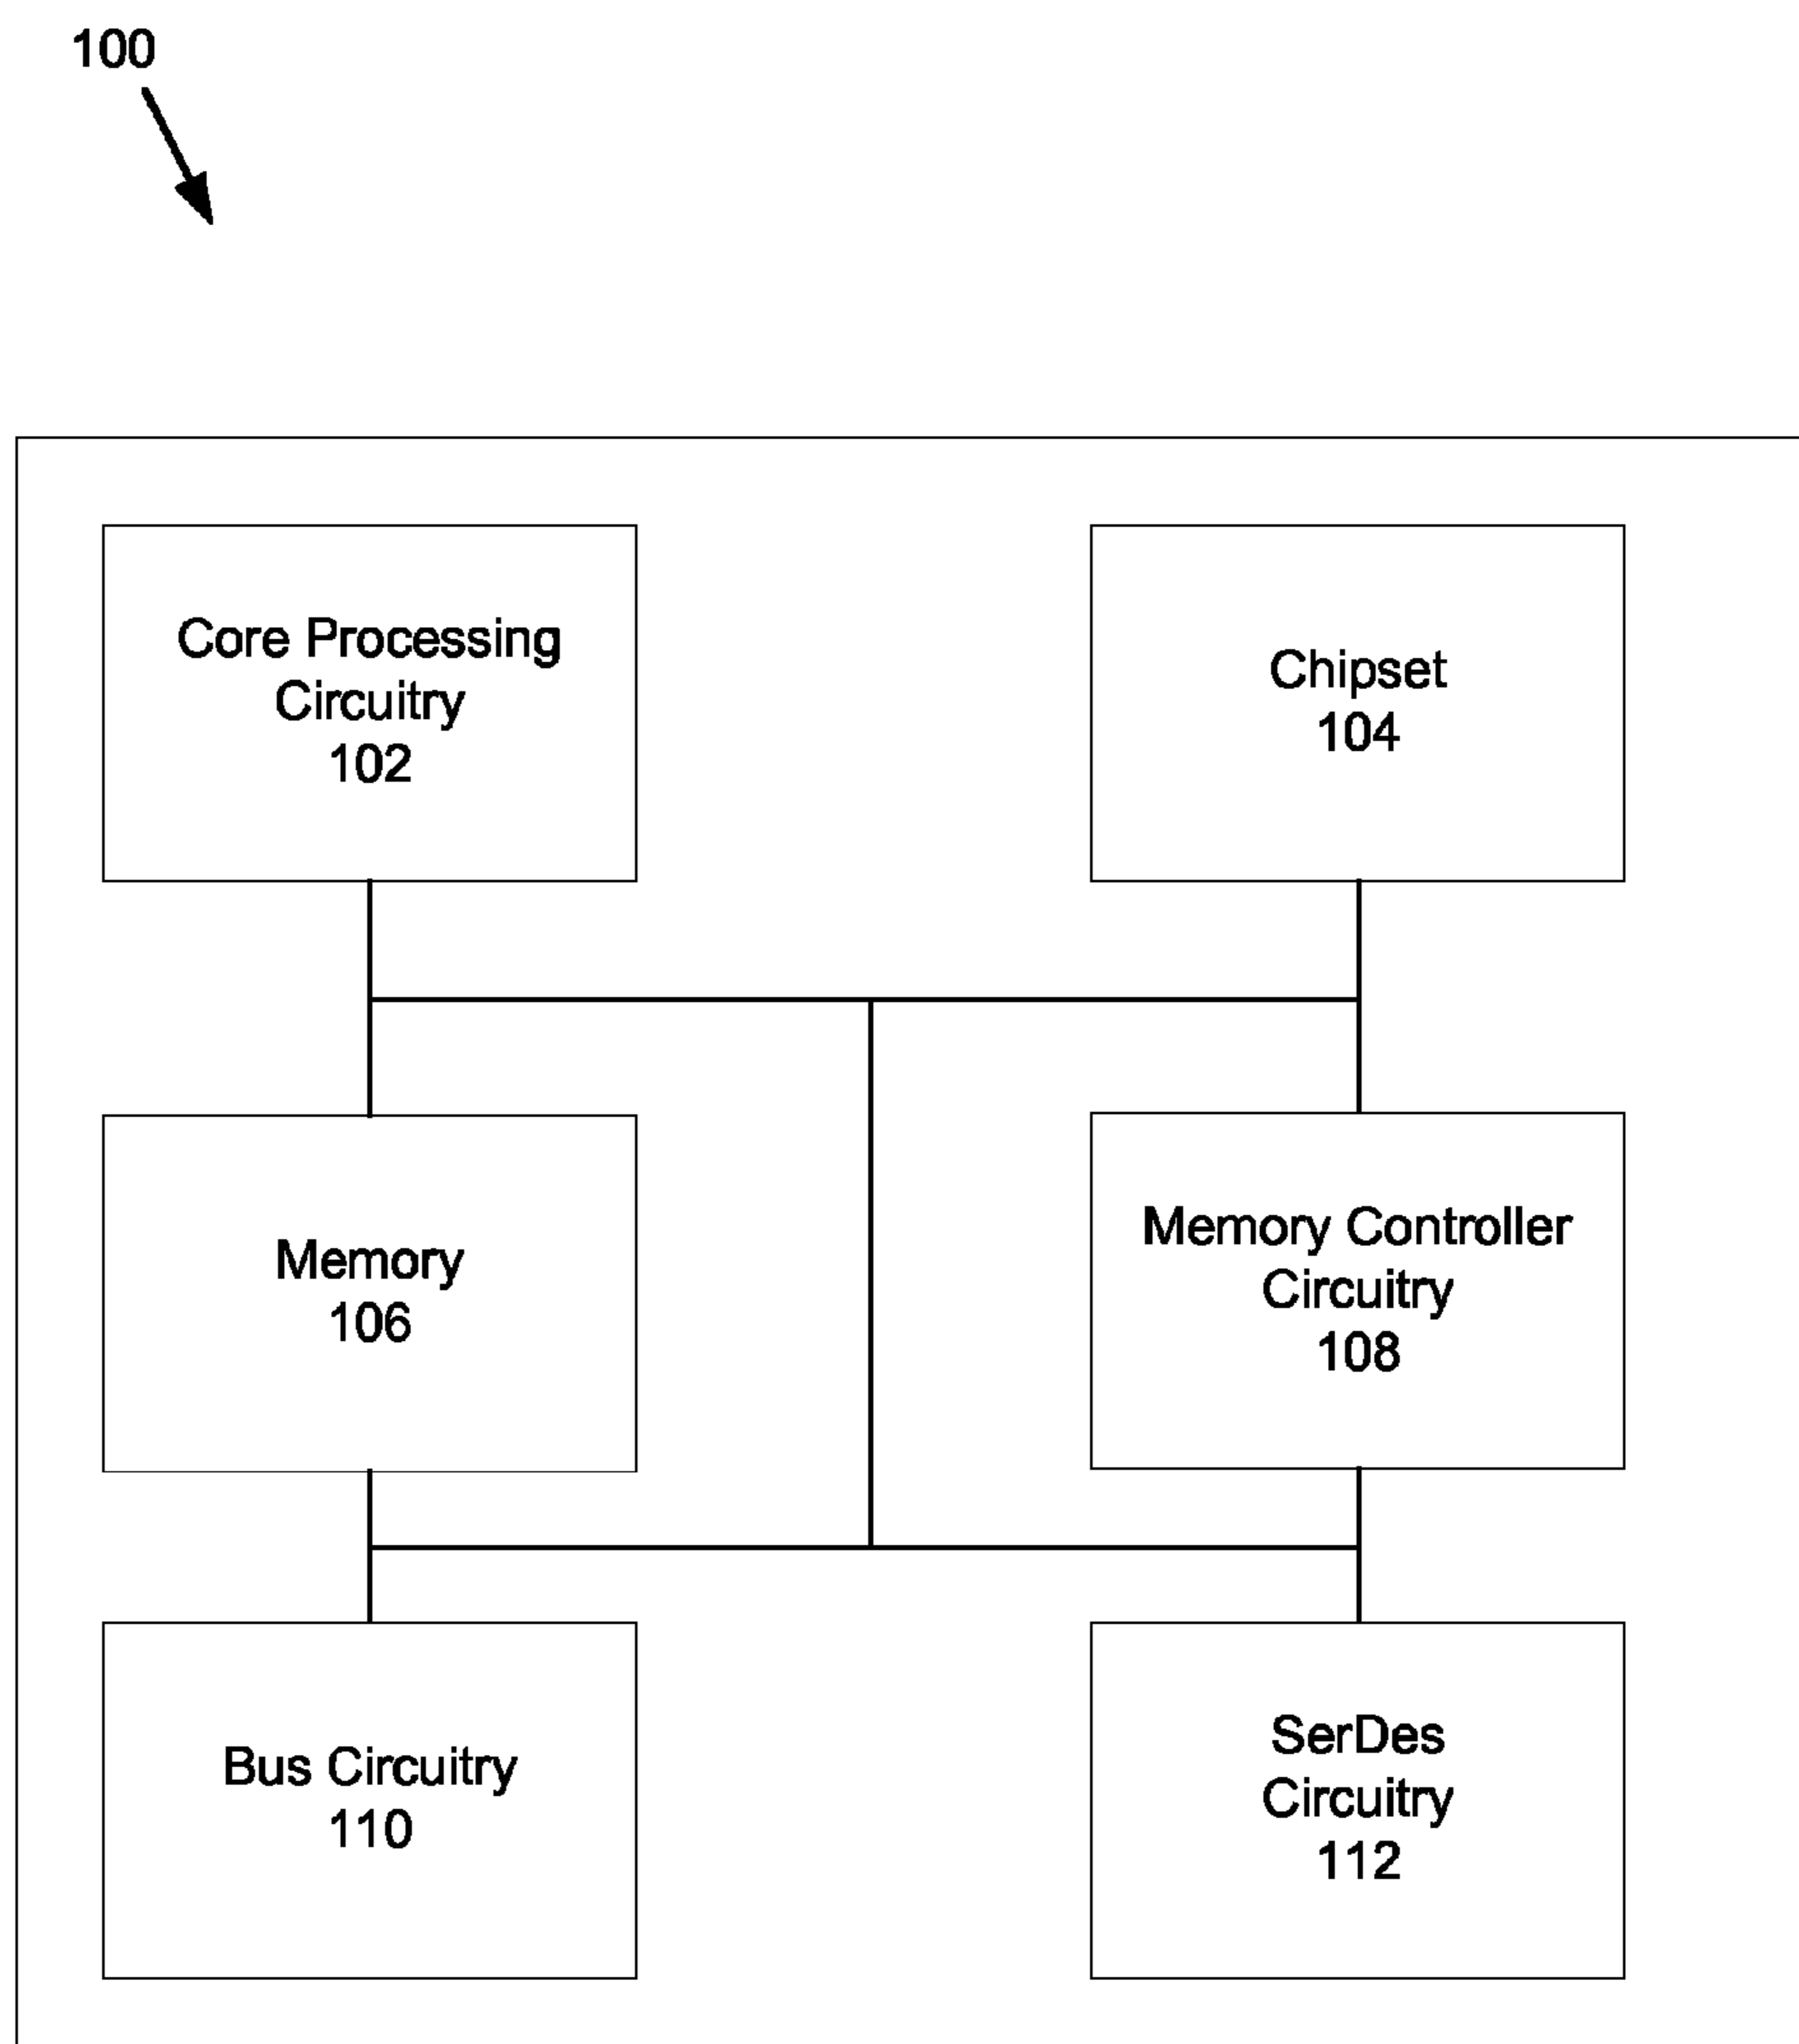 100
Core Processing
Circuitry
102
Chipset
104
Memory
106
Memory Controller
Circuitry
108
Bus Circuitry
110
SerDes
Circuitry
112